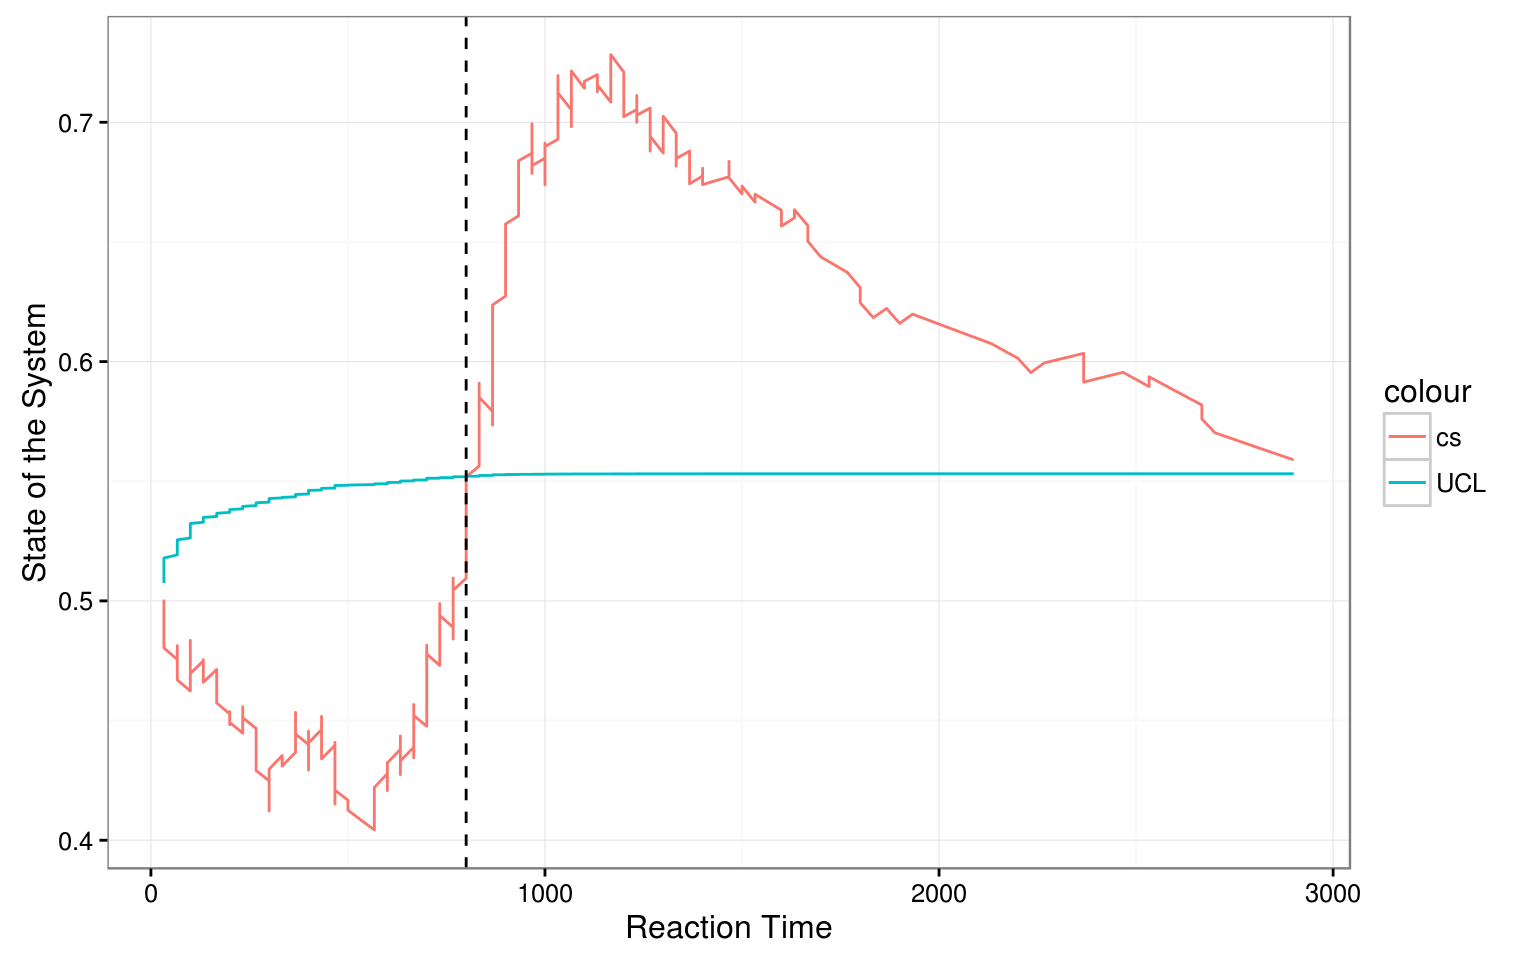 State of the System
0.7
0.6
0.5
0.4
0 1000 2000 3000
Reaction Time
colour
cs
UCL